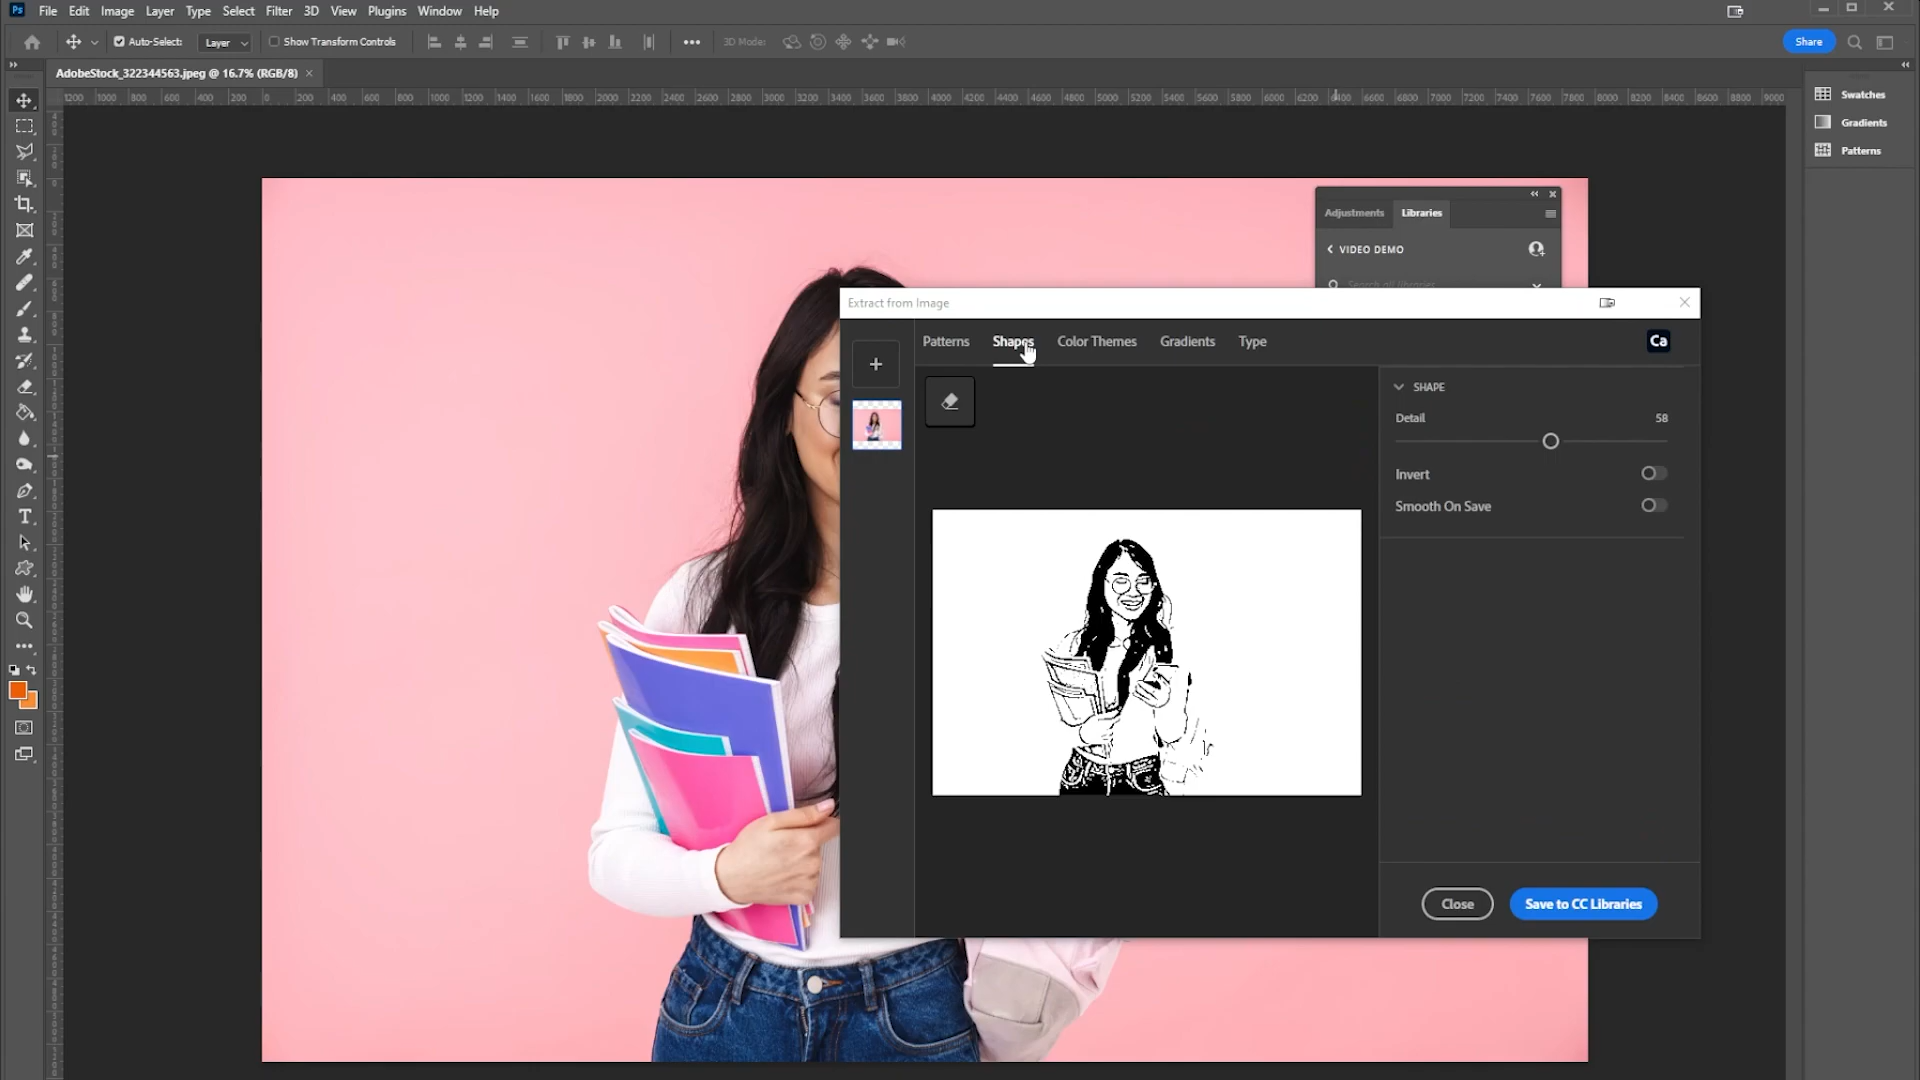 Ps File Edit Image Layer Type Select Filter 3D View Plugins Window Help
Auto-Select: Layer Show Transform Controls 3D Mode: Share
AdobeStock_322344563.jpeg @ 16.7% (RGB/8) ×
1200 1000 800 600 400 200 0 200 400 600 800 1000 1200 1400 1600 1800 2000 2200 2400 2600 2800 3000 3200 3400 3600 3800 4000 4200 4400 4600 4800 5000 5200 5400 5600 5800 6000 6200 6400 6600 6800 7000 7200 7400 7600 7800 8000 8200 8400 8600 8800 9000
Swatches
Gradients
Patterns
Adjustments Libraries
VIDEO DEMO
Search all libraries
Extract from Image
Patterns Shapes Color Themes Gradients Type Ca
SHAPE
Detail 58
Invert
Smooth On Save
Close Save to CC Libraries